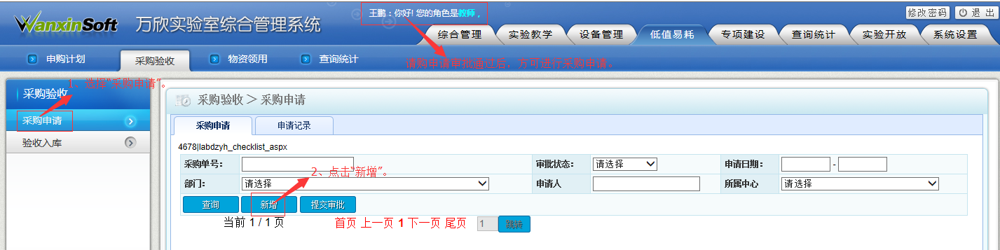 WanxinSoft 万欣实验室综合管理系统
王鹏：你好! 您的角色是教师，
修改密码 退 出
综合管理 实验教学 设备管理 低值易耗 专项建设 查询统计 实验开放 系统设置
申购计划 采购验收 物资领用 查询统计
请购申请审批通过后，方可进行采购申请。
1、选择“采购申请”。
采购验收
采购申请
验收入库
采购验收 ＞ 采购申请
采购申请 申请记录
4678|labdzyh_checklist_aspx
采购单号： 审批状态： 请选择 申请日期： -
2、点击“新增”。
部门： 请选择 申请人 所属中心 请选择
查询 新增 提交审批
当前 1 / 1 页 首页 上一页 1 下一页 尾页 1 跳转